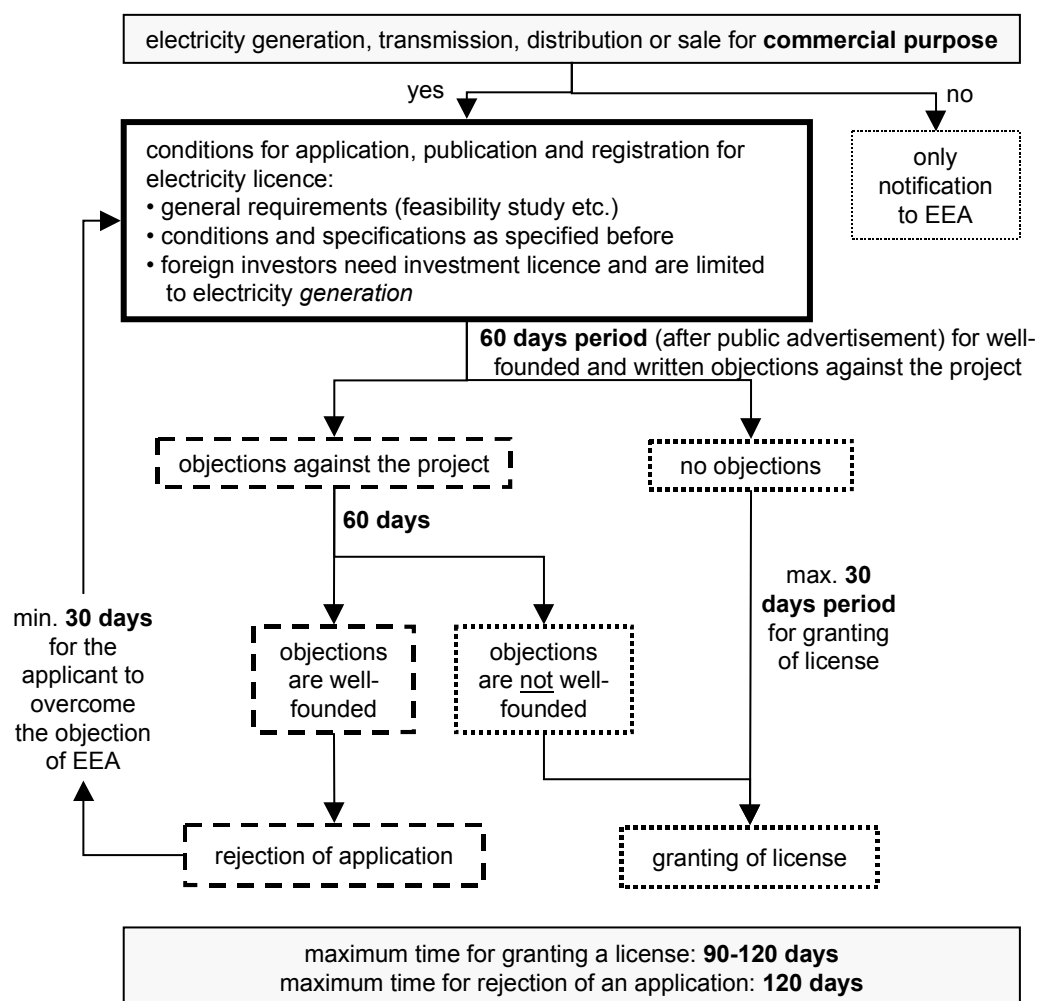 electricity generation, transmission, distribution or sale for commercial purpose
yes
no
conditions for application, publication and registration for
electricity licence:
• general requirements (feasibility study etc.)
• conditions and specifications as specified before
• foreign investors need investment licence and are limited
to electricity generation
only
notification
to EEA
60 days period (after public advertisement) for well-
founded and written objections against the project
objections against the project
no objections
60 days
max. 30
days period
for granting
of license
min. 30 days
for the
applicant to
overcome
the objection
of EEA
objections
are well-
founded
objections
are not well-
founded
rejection of application
granting of license
maximum time for granting a license: 90-120 days
maximum time for rejection of an application: 120 days